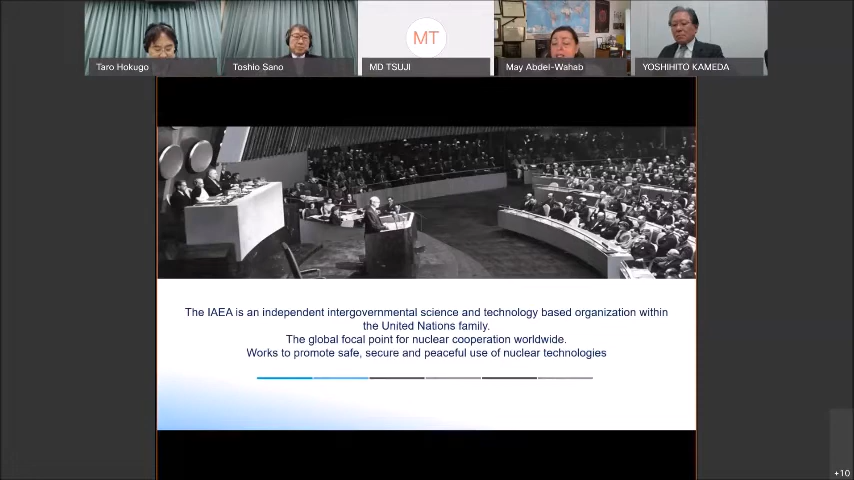 MT
Taro Hokugo
Toshio Sano
MD TSUJI
May Abdel-Wahab
YOSHIHITO KAMEDA
The IAEA is an independent intergovernmental science and technology based organization within
the United Nations family.
The global focal point for nuclear cooperation worldwide.
Works to promote safe, secure and peaceful use of nuclear technologies
+10